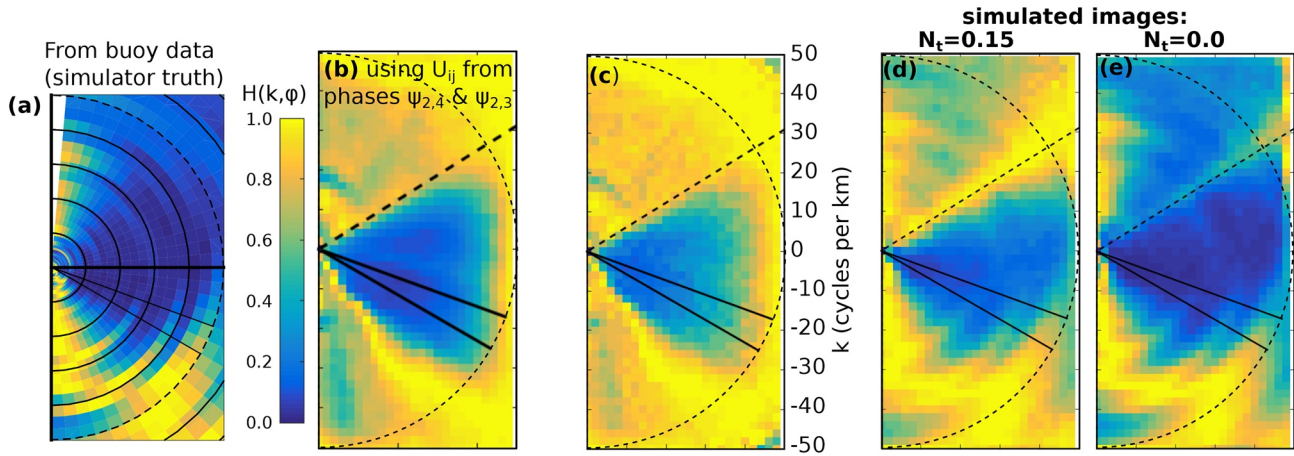 simulated images:
From buoy data
(simulator truth)
N_t=0.15
N_t=0.0
(a)
H(k,φ)
(b) using U_ij from
phases ψ_2,4 & ψ_2,3
(c)
(d)
(e)
1.0
0.8
0.6
0.4
0.2
0.0
50
40
30
20
10
0
-10
-20
-30
-40
-50
k (cycles per km)